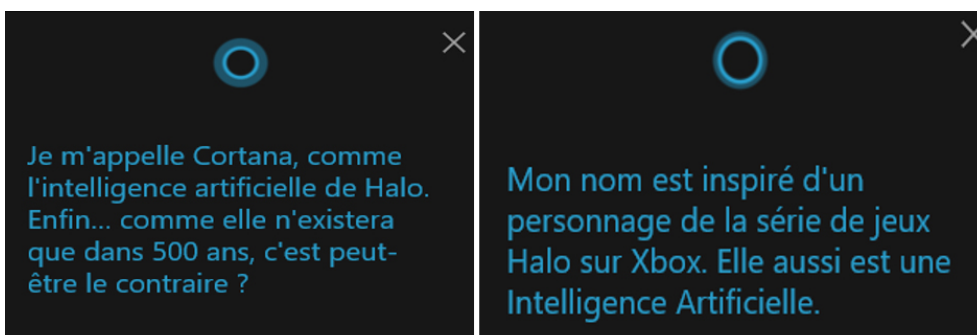 Je m'appelle Cortana, comme
l'intelligence artificielle de Halo.
Enfin... comme elle n'existera
que dans 500 ans, c'est peut-
être le contraire ?
Mon nom est inspiré d'un
personnage de la série de jeux
Halo sur Xbox. Elle aussi est une
Intelligence Artificielle.